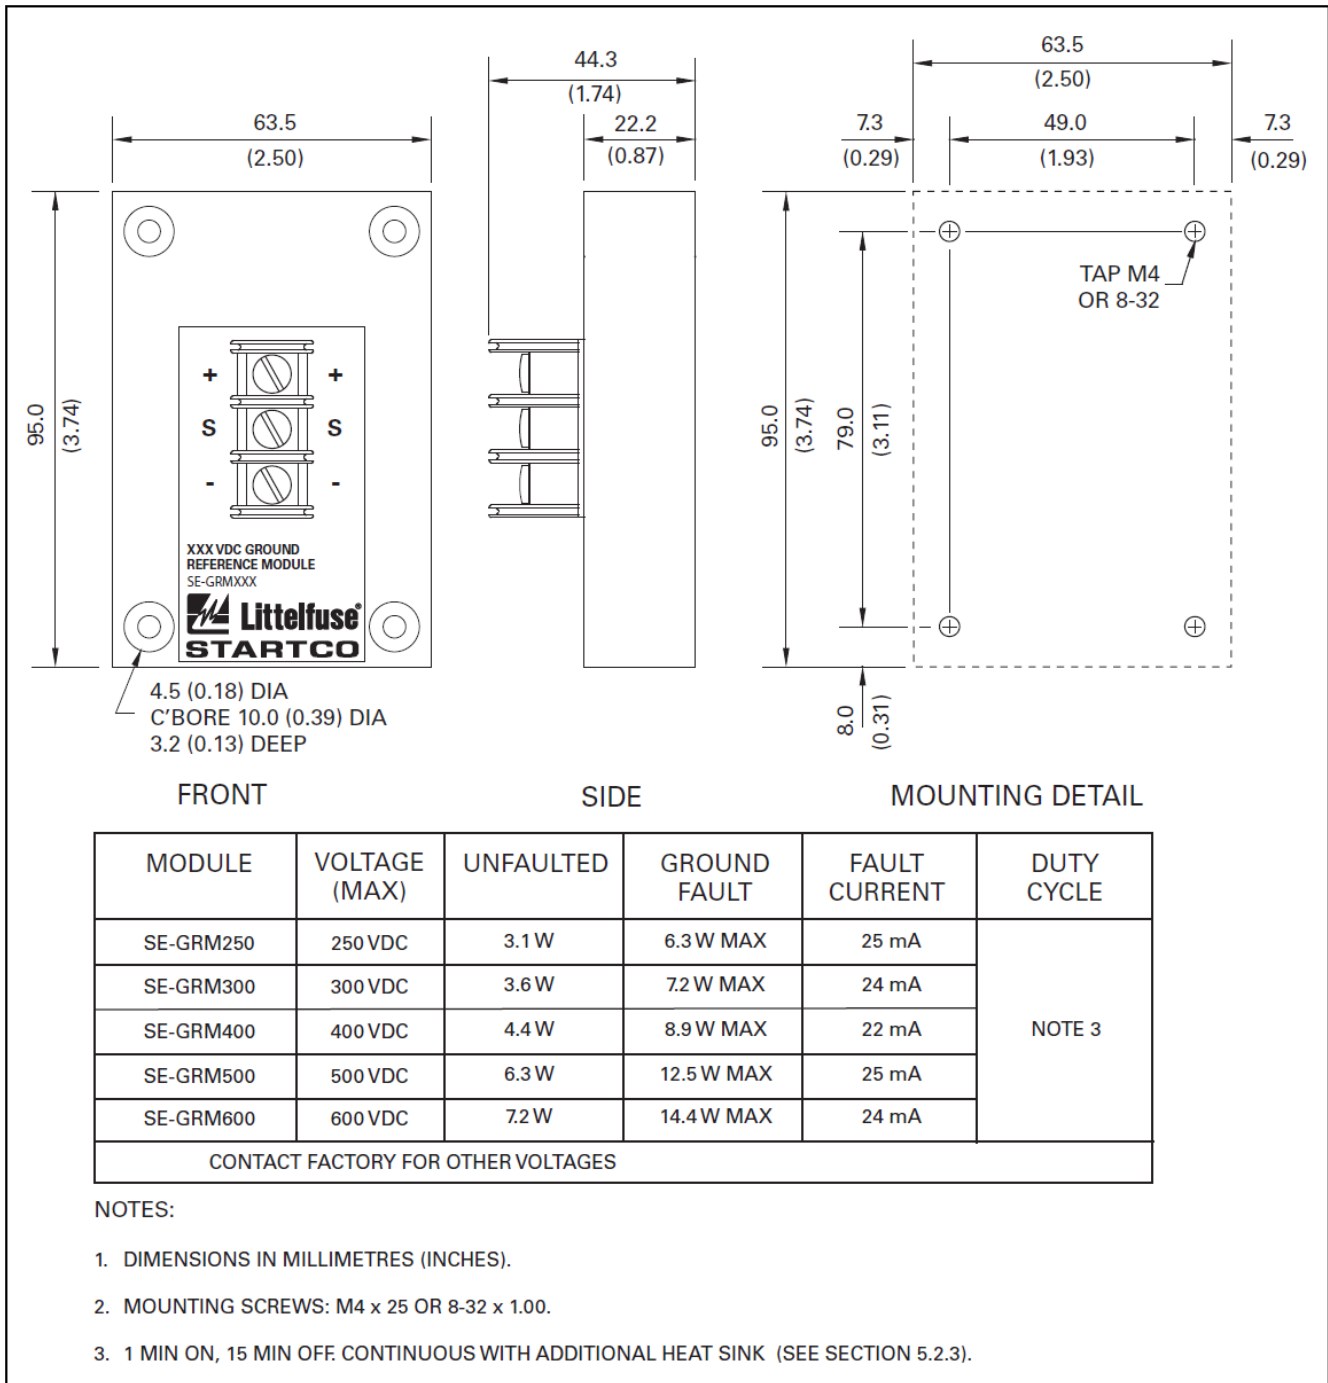 44.3
(1.74)
63.5
(2.50)
63.5
(2.50)
22.2
(0.87)
7.3
(0.29)
49.0
(1.93)
7.3
(0.29)
95.0
(3.74)
+ +
S S
- -
XXX VDC GROUND
REFERENCE MODULE
SE-GRMXXX
Littelfuse®
STARTCO
4.5 (0.18) DIA
C'BORE 10.0 (0.39) DIA
3.2 (0.13) DEEP
95.0
(3.74)
79.0
(3.11)
TAP M4
OR 8-32
8.0
(0.31)
FRONT
SIDE
MOUNTING DETAIL
MODULE VOLTAGE (MAX) UNFAULTED GROUND FAULT FAULT CURRENT DUTY CYCLE
SE-GRM250 250 VDC 3.1 W 6.3 W MAX 25 mA
SE-GRM300 300 VDC 3.6 W 7.2 W MAX 24 mA
SE-GRM400 400 VDC 4.4 W 8.9 W MAX 22 mA NOTE 3
SE-GRM500 500 VDC 6.3 W 12.5 W MAX 25 mA
SE-GRM600 600 VDC 7.2 W 14.4 W MAX 24 mA
CONTACT FACTORY FOR OTHER VOLTAGES
NOTES:
1. DIMENSIONS IN MILLIMETRES (INCHES).
2. MOUNTING SCREWS: M4 x 25 OR 8-32 x 1.00.
3. 1 MIN ON, 15 MIN OFF. CONTINUOUS WITH ADDITIONAL HEAT SINK (SEE SECTION 5.2.3).